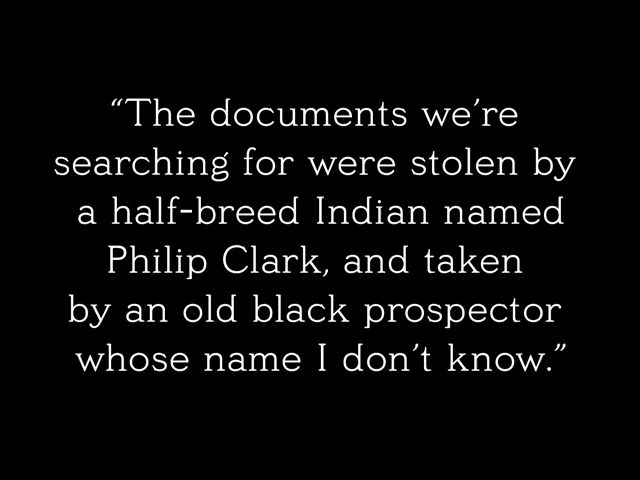 “The documents we’re
searching for were stolen by
a half-breed Indian named
Philip Clark, and taken
by an old black prospector
whose name I don’t know.”